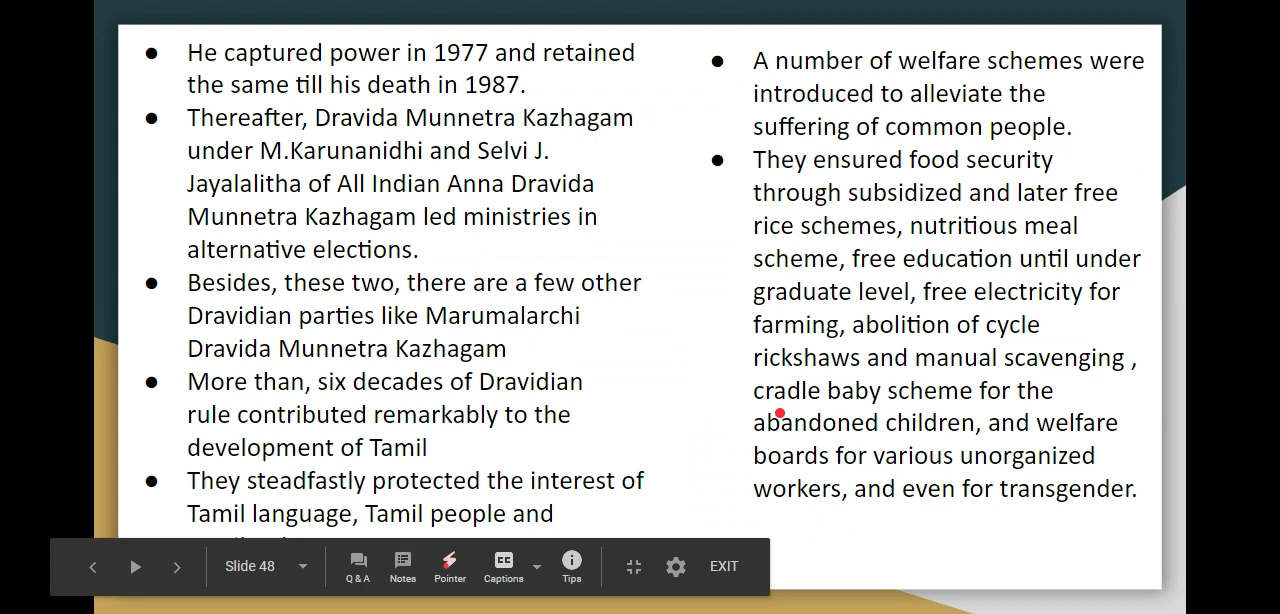 ● He captured power in 1977 and retained
the same till his death in 1987.
● Thereafter, Dravida Munnetra Kazhagam
under M.Karunanidhi and Selvi J.
Jayalalitha of All Indian Anna Dravida
Munnetra Kazhagam led ministries in
alternative elections.
● Besides, these two, there are a few other
Dravidian parties like Marumalarchi
Dravida Munnetra Kazhagam
● More than, six decades of Dravidian
rule contributed remarkably to the
development of Tamil
● They steadfastly protected the interest of
Tamil language, Tamil people and
● A number of welfare schemes were
introduced to alleviate the
suffering of common people.
● They ensured food security
through subsidized and later free
rice schemes, nutritious meal
scheme, free education until under
graduate level, free electricity for
farming, abolition of cycle
rickshaws and manual scavenging ,
cradle baby scheme for the
abandoned children, and welfare
boards for various unorganized
workers, and even for transgender.
Slide 48
Q & A
Notes
Pointer
CC
Captions
Tips
EXIT